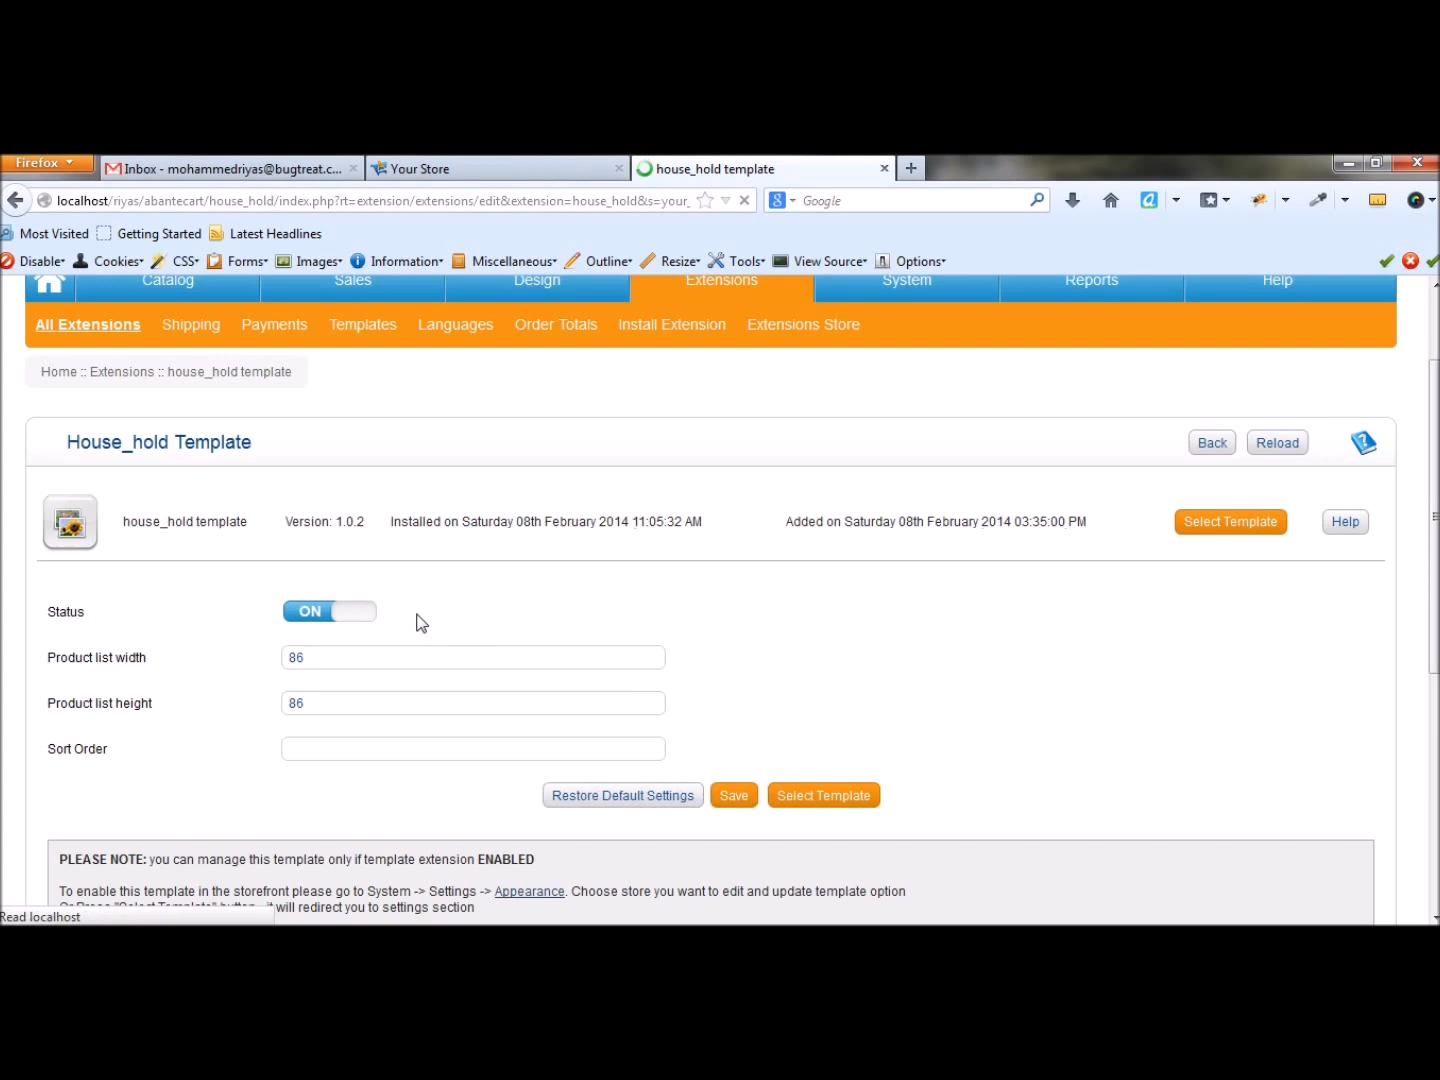 Firefox
Inbox - mohammedriyas@bugtreat.c...
Your Store
house_hold template
localhost/riyas/abantecart/house_hold/index.php?rt=extension/extensions/edit&extension=house_hold&s=your_
Google
Most Visited
Getting Started
Latest Headlines
Disable
Cookies
CSS
Forms
Images
Information
Miscellaneous
Outline
Resize
Tools
View Source
Options
Catalog
Sales
Design
Extensions
System
Reports
Help
All Extensions
Shipping
Payments
Templates
Languages
Order Totals
Install Extension
Extensions Store
Home :: Extensions :: house_hold template
House_hold Template
Back
Reload
house_hold template
Version: 1.0.2
Installed on Saturday 08th February 2014 11:05:32 AM
Added on Saturday 08th February 2014 03:35:00 PM
Select Template
Help
Status
ON
Product list width
86
Product list height
86
Sort Order
Restore Default Settings
Save
Select Template
PLEASE NOTE: you can manage this template only if template extension ENABLED
To enable this template in the storefront please go to System -> Settings -> Appearance. Choose store you want to edit and update template option
Or Press "Select Template" button - it will redirect you to settings section
Read localhost